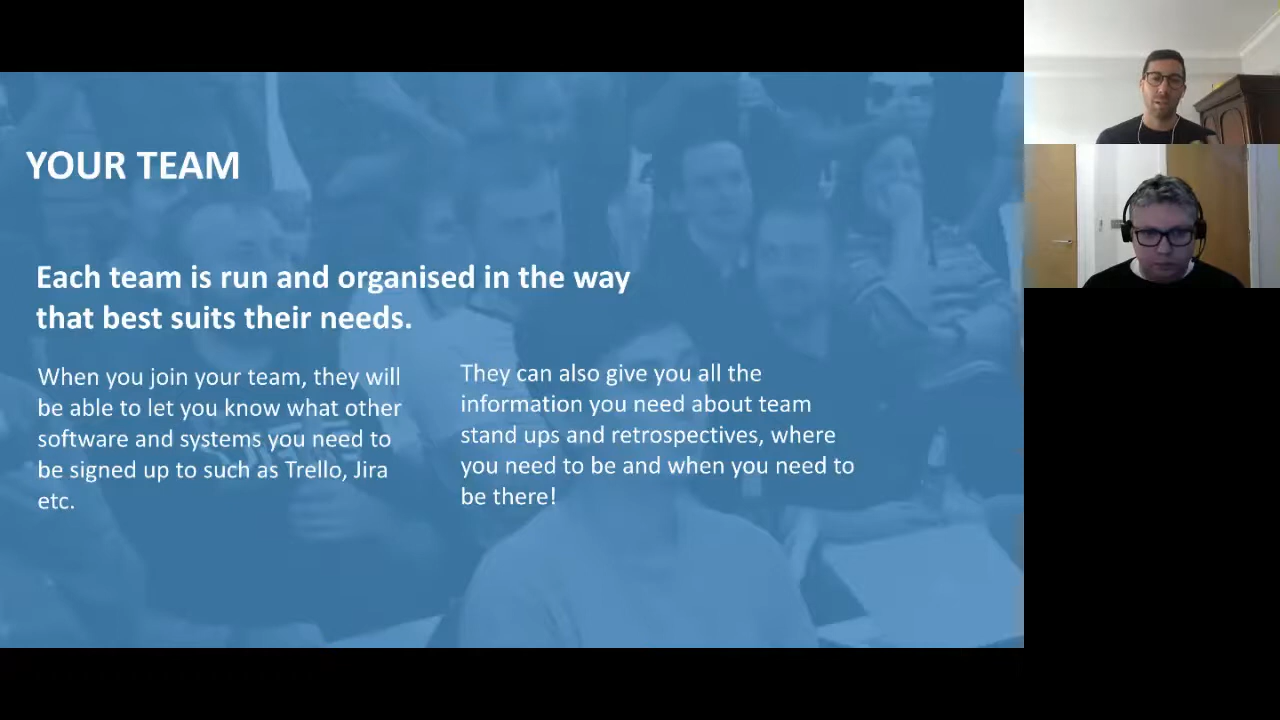 YOUR TEAM
Each team is run and organised in the way
that best suits their needs.
When you join your team, they will
be able to let you know what other
software and systems you need to
be signed up to such as Trello, Jira
etc.
They can also give you all the
information you need about team
stand ups and retrospectives, where
you need to be and when you need to
be there!